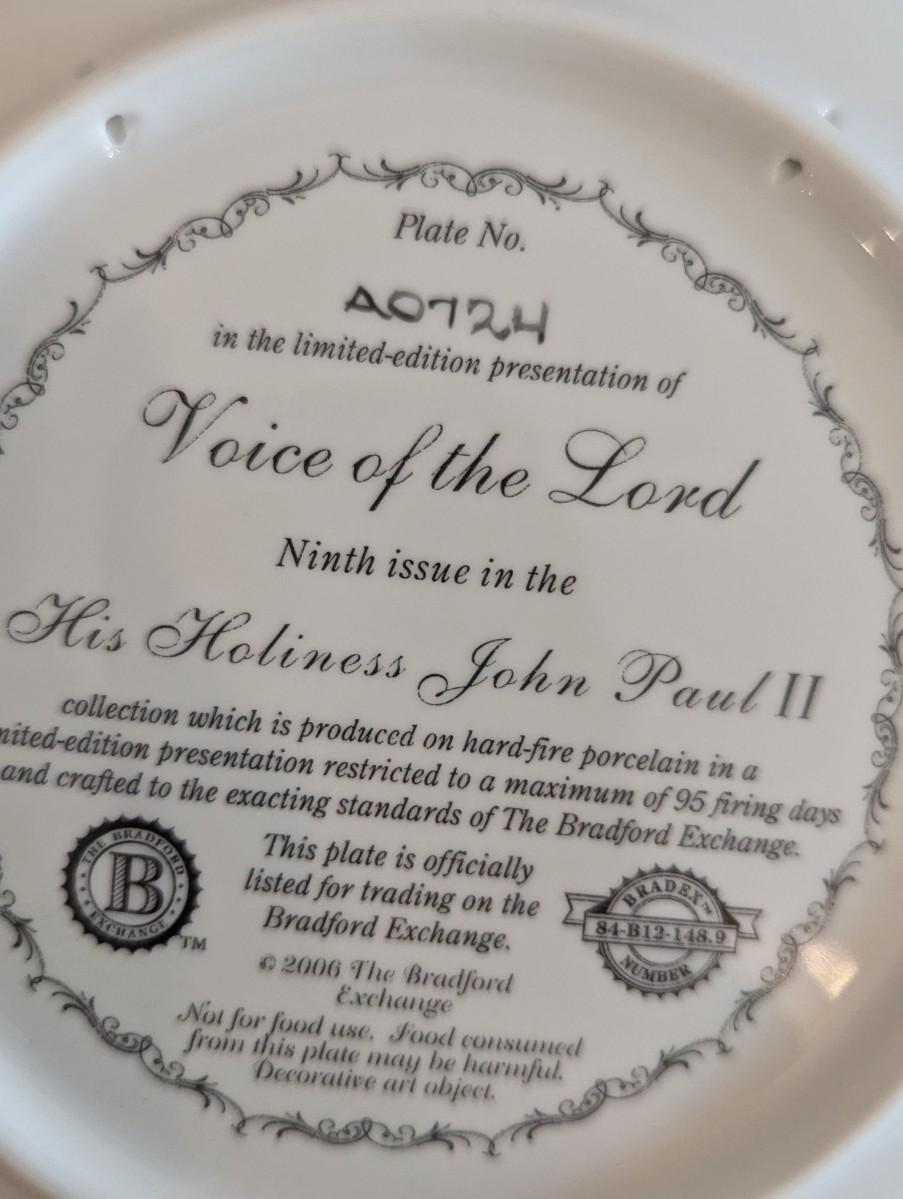 Plate No.
A0724
in the limited-edition presentation of
Voice of the Lord
Ninth issue in the
His Holiness John Paul II
collection which is produced on hard-fire porcelain in a
mited-edition presentation restricted to a maximum of 95 firing days
and crafted to the exacting standards of The Bradford Exchange.
THE BRADFORD
B
EXCHANGE
TM
This plate is officially
listed for trading on the
Bradford Exchange.
BRADEX™
84-B12-148.9
NUMBER
© 2006 The Bradford
Exchange
Not for food use. Food consumed
from this plate may be harmful.
Decorative art object.